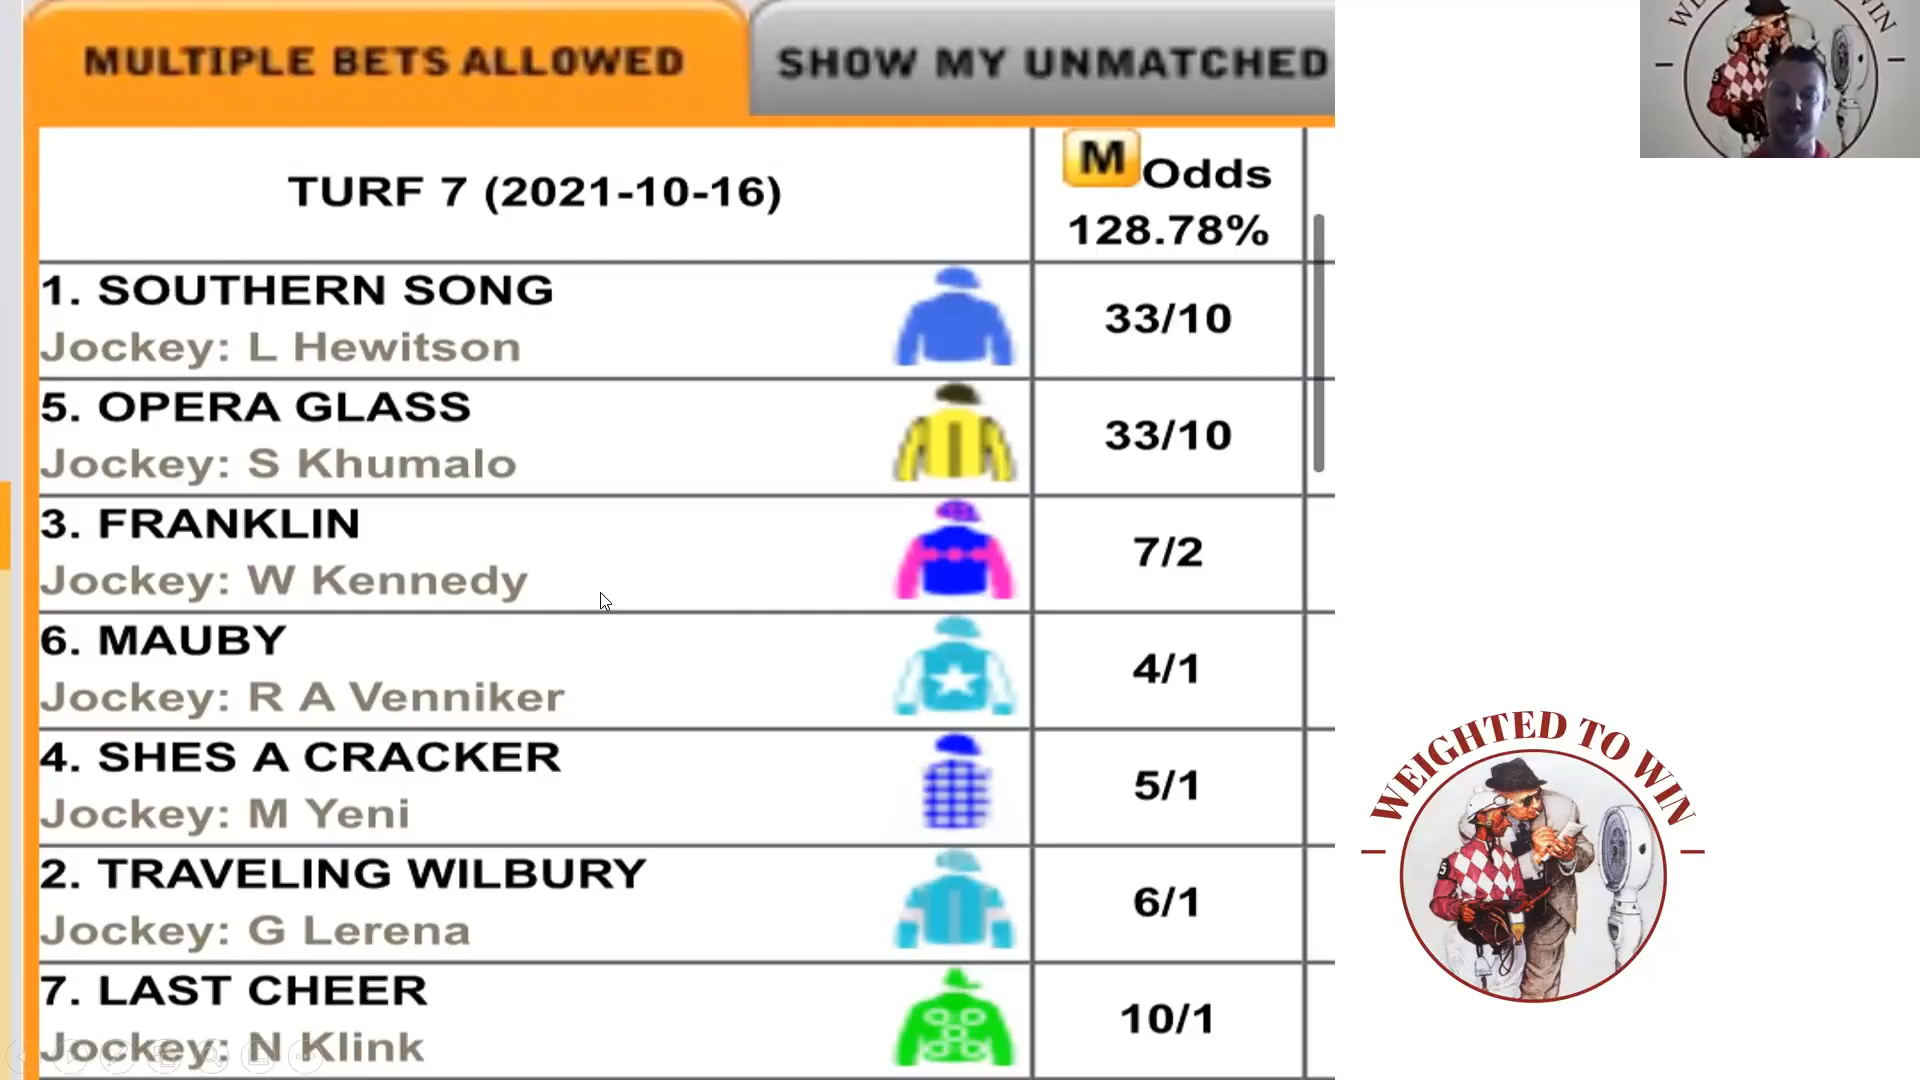 MULTIPLE BETS ALLOWED
SHOW MY UNMATCHED
TURF 7 (2021-10-16)
M Odds
128.78%
1. SOUTHERN SONG
Jockey: L Hewitson
33/10
5. OPERA GLASS
Jockey: S Khumalo
33/10
3. FRANKLIN
Jockey: W Kennedy
7/2
6. MAUBY
Jockey: R A Venniker
4/1
4. SHES A CRACKER
Jockey: M Yeni
5/1
2. TRAVELING WILBURY
Jockey: G Lerena
6/1
7. LAST CHEER
Jockey: N Klink
10/1
WEIGHTED TO WIN